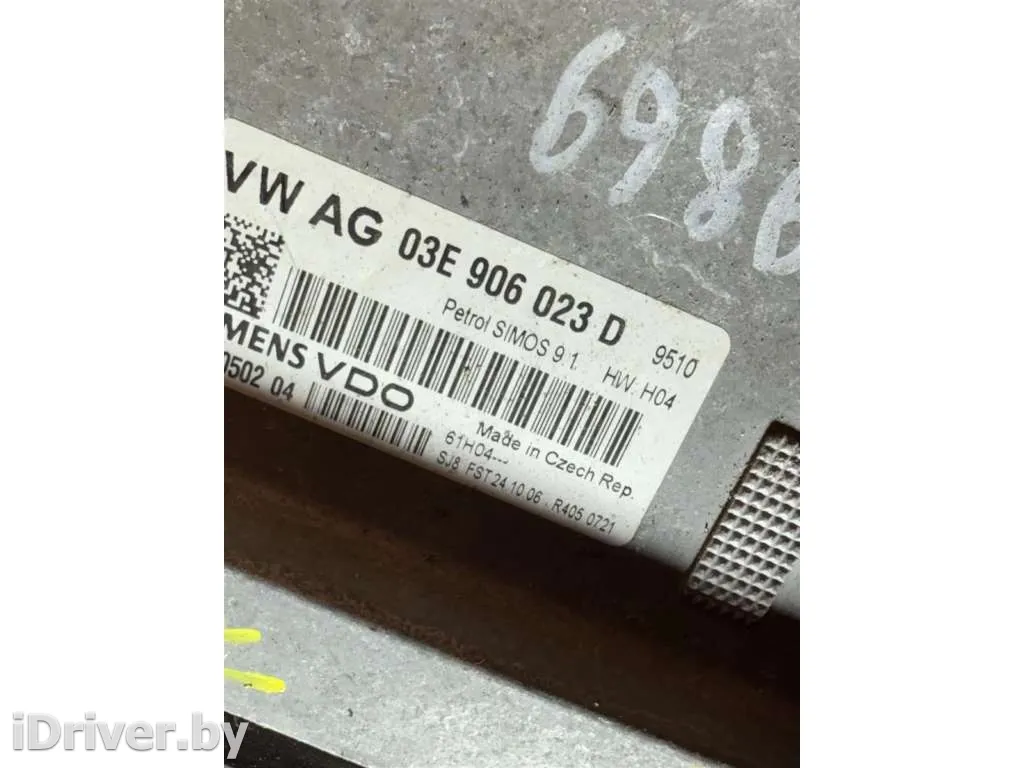 6986
VW AG 03E 906 023 D 9510
Petrol SIMOS 9.1. HW: H04
MENS VDO
0502 04
Made in Czech Rep.
61H04---
SJ8 FST 24.10.06 R405 0721
iDriver.by